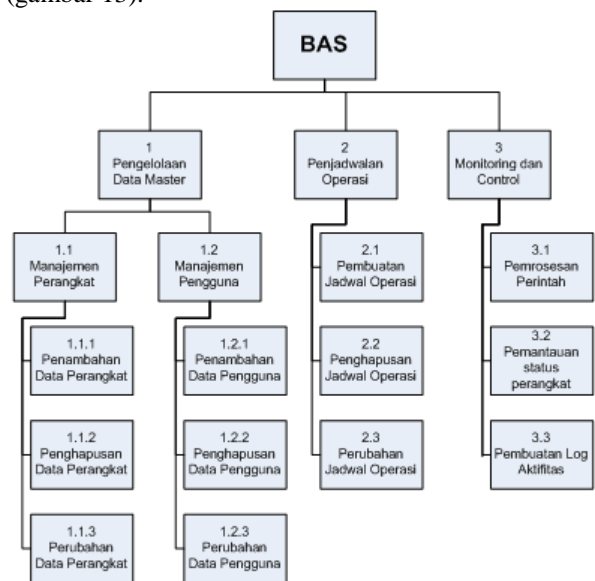 (gambar 13).
BAS
1
Pengelolaan
Data Master
2
Penjadwalan
Operasi
3
Monitoring dan
Control
1.1
Manajemen
Perangkat
1.2
Manajemen
Pengguna
2.1
Pembuatan
Jadwal Operasi
3.1
Pemrosesan
Perintah
1.1.1
Penambahan
Data Perangkat
1.2.1
Penambahan
Data Pengguna
2.2
Penghapusan
Jadwal Operasi
3.2
Pemantauan
status
perangkat
1.1.2
Penghapusan
Data Perangkat
1.2.2
Penghapusan
Data Pengguna
2.3
Perubahan
Jadwal Operasi
3.3
Pembuatan Log
Aktifitas
1.1.3
Perubahan
Data Perangkat
1.2.3
Perubahan
Data Pengguna